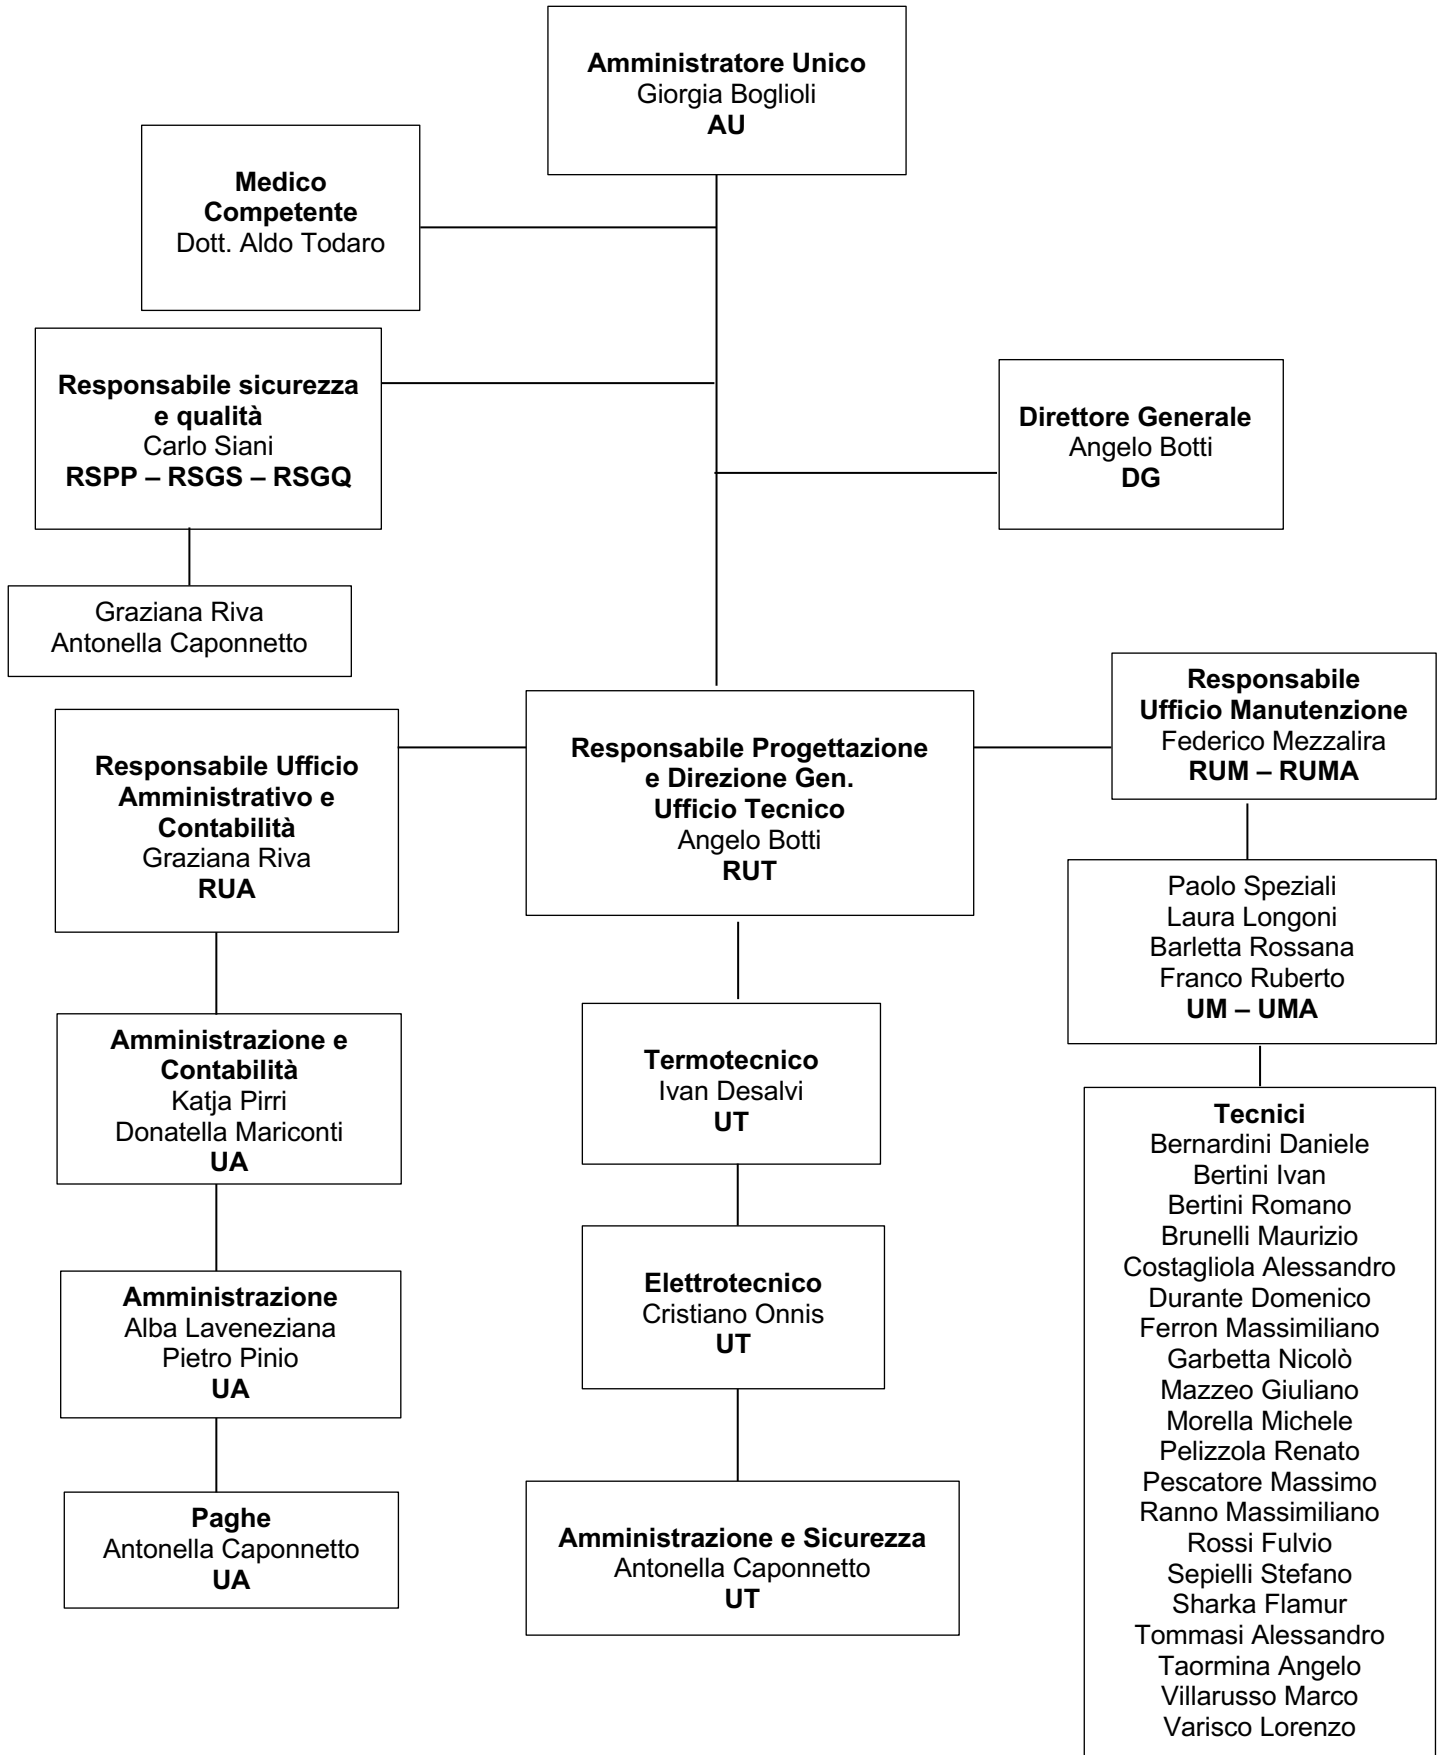 Amministratore Unico
Giorgia Boglioli
AU
Medico
Competente
Dott. Aldo Todaro
Responsabile sicurezza
e qualità
Carlo Siani
RSPP – RSGS – RSGQ
Direttore Generale
Angelo Botti
DG
Graziana Riva
Antonella Caponnetto
Responsabile Ufficio
Amministrativo e
Contabilità
Graziana Riva
RUA
Responsabile Progettazione
e Direzione Gen.
Ufficio Tecnico
Angelo Botti
RUT
Responsabile
Ufficio Manutenzione
Federico Mezzalira
RUM – RUMA
Paolo Speziali
Laura Longoni
Barletta Rossana
Franco Ruberto
UM – UMA
Amministrazione e
Contabilità
Katja Pirri
Donatella Mariconti
UA
Termotecnico
Ivan Desalvi
UT
Tecnici
Bernardini Daniele
Bertini Ivan
Bertini Romano
Brunelli Maurizio
Costagliola Alessandro
Durante Domenico
Ferron Massimiliano
Garbetta Nicolò
Mazzeo Giuliano
Morella Michele
Pelizzola Renato
Pescatore Massimo
Ranno Massimiliano
Rossi Fulvio
Sepielli Stefano
Sharka Flamur
Tommasi Alessandro
Taormina Angelo
Villarusso Marco
Varisco Lorenzo
Amministrazione
Alba Laveneziana
Pietro Pinio
UA
Elettrotecnico
Cristiano Onnis
UT
Paghe
Antonella Caponnetto
UA
Amministrazione e Sicurezza
Antonella Caponnetto
UT